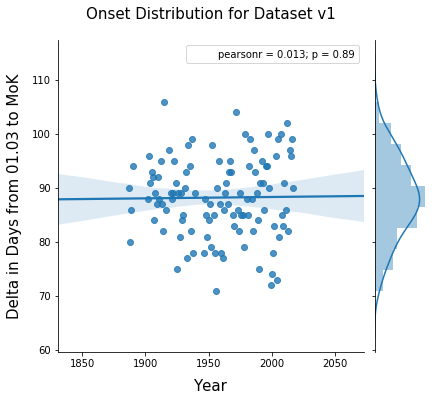 Onset Distribution for Dataset v1
pearsonr = 0.013; p = 0.89
Delta in Days from 01.03 to MoK
110
100
90
80
70
60
1850
1900
1950
2000
2050
Year